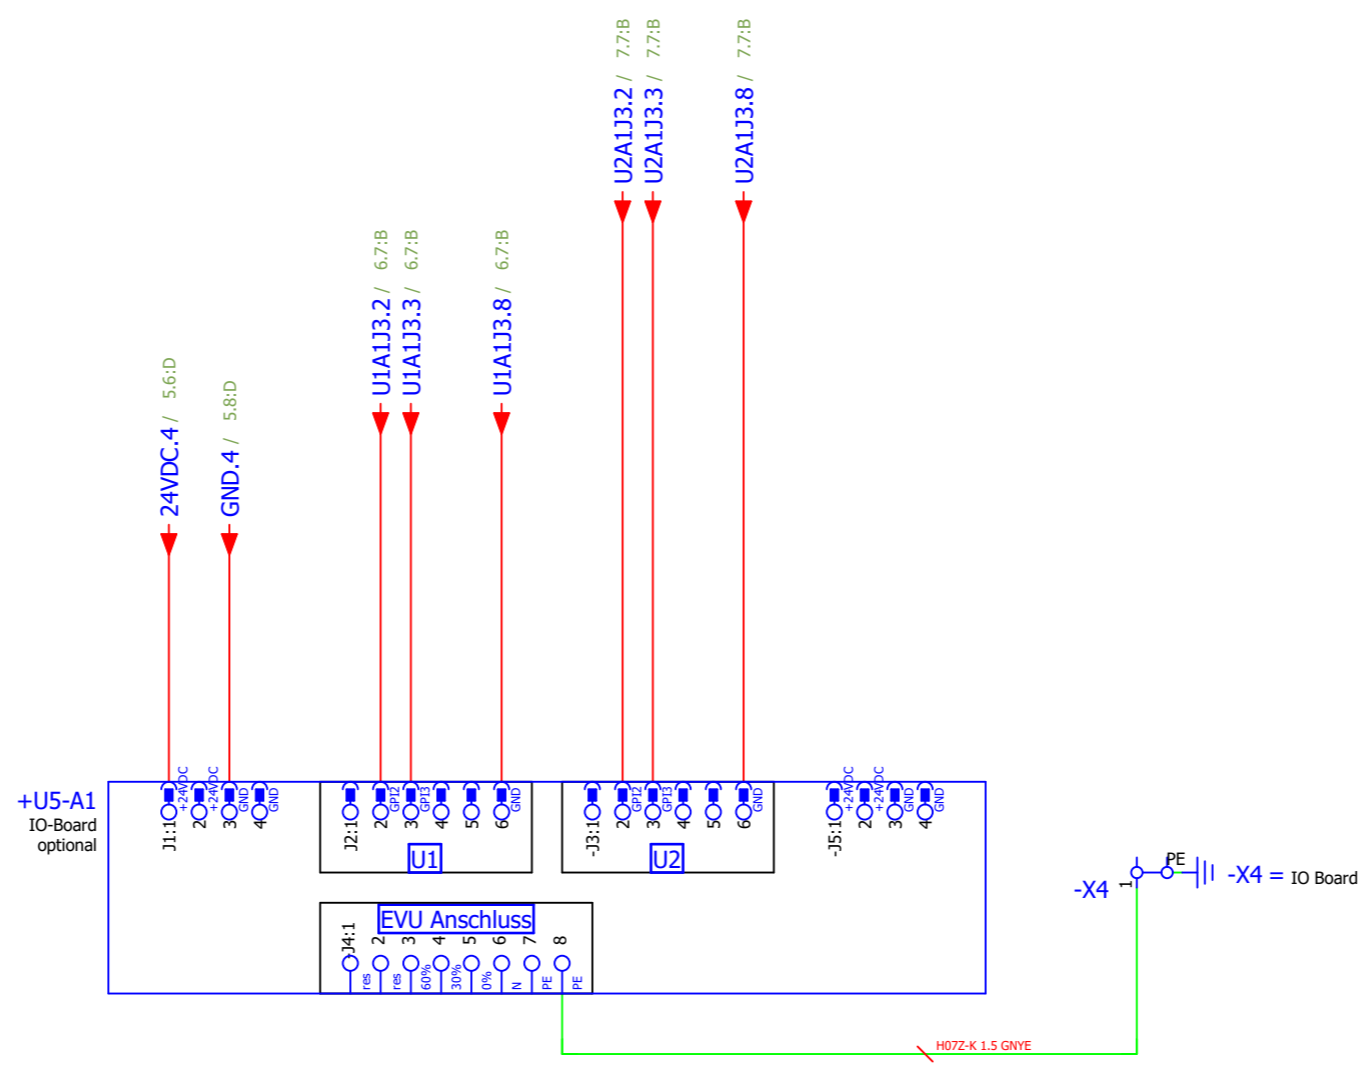 U2A1J3.2 / 7.7:B
U2A1J3.3 / 7.7:B
U2A1J3.8 / 7.7:B
U1A1J3.2 / 6.7:B
U1A1J3.3 / 6.7:B
U1A1J3.8 / 6.7:B
24VDC.4 / 5.6:D
GND.4 / 5.8:D
+U5-A1
IO-Board
optional
J1:1
+24VDC
2
+24VDC
3
GND
4
GND
J2:1
2
GPI2
3
GPI3
4
5
6
GND
U1
-J3:1
2
GPI2
3
GPI3
4
5
6
GND
U2
-J5:1
+24VDC
2
+24VDC
3
GND
4
GND
EVU Anschluss
-J4:1
2
3
4
5
6
7
8
res
res
60%
30%
0%
N
PE
PE
-X4
1
PE
-X4 = IO Board
H07Z-K 1.5 GNYE